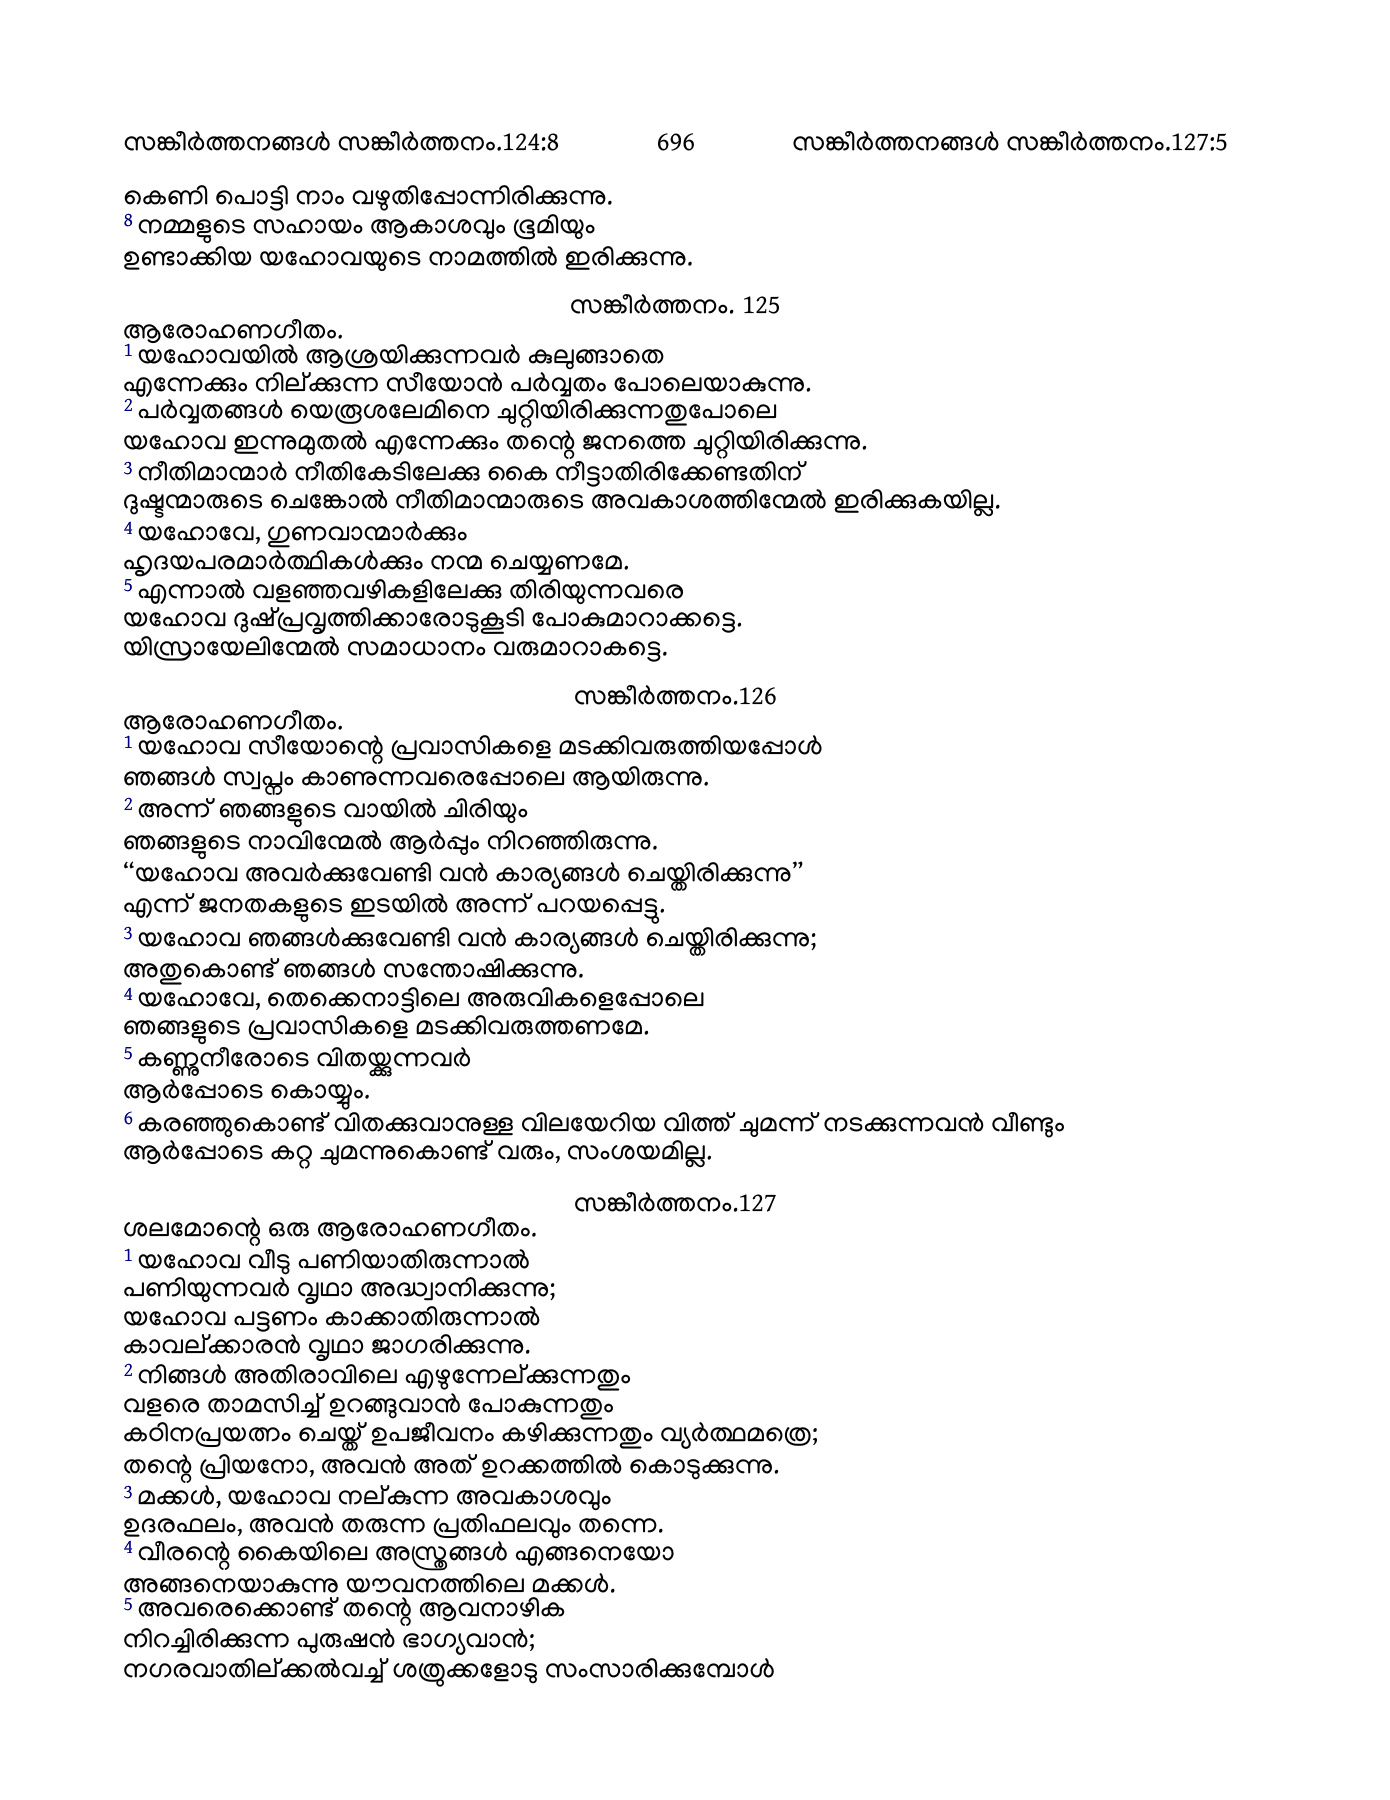 സങ്കീർത്തനങ്ങൾ സങ്കീർത്തനം.124:8 696 സങ്കീർത്തനങ്ങൾ സങ്കീർത്തനം.127:5
കെണി പൊട്ടി നാം വഴുതിപ്പോന്നിരിക്കുന്നു.
8 നമ്മളുടെ സഹായം ആകാശവും ഭൂമിയും
ഉണ്ടാക്കിയ യഹോവയുടെ നാമത്തിൽ ഇരിക്കുന്നു.
സങ്കീർത്തനം. 125
ആരോഹണഗീതം.
1 യഹോവയിൽ ആശ്രയിക്കുന്നവർ കുലുങ്ങാതെ
എന്നേക്കും നില്ക്കുന്ന സീയോൻ പർവ്വതം പോലെയാകുന്നു.
2 പർവ്വതങ്ങൾ യെരൂശലേമിനെ ചുറ്റിയിരിക്കുന്നതുപോലെ
യഹോവ ഇന്നുമുതൽ എന്നേക്കും തന്റെ ജനത്തെ ചുറ്റിയിരിക്കുന്നു.
3 നീതിമാന്മാർ നീതികേടിലേക്കു കൈ നീട്ടാതിരിക്കേണ്ടതിന്
ദുഷ്ടന്മാരുടെ ചെങ്കോൽ നീതിമാന്മാരുടെ അവകാശത്തിന്മേൽ ഇരിക്കുകയില്ല.
4 യഹോവേ, ഗുണവാന്മാർക്കും
ഹൃദയപരമാർത്ഥികൾക്കും നന്മ ചെയ്യണമേ.
5 എന്നാൽ വളഞ്ഞവഴികളിലേക്കു തിരിയുന്നവരെ
യഹോവ ദുഷ്‌പ്രവൃത്തിക്കാരോടുകൂടി പോകുമാറാക്കട്ടെ.
യിസ്രായേലിന്മേൽ സമാധാനം വരുമാറാകട്ടെ.
സങ്കീർത്തനം.126
ആരോഹണഗീതം.
1 യഹോവ സീയോന്റെ പ്രവാസികളെ മടക്കിവരുത്തിയപ്പോൾ
ഞങ്ങൾ സ്വപ്നം കാണുന്നവരെപ്പോലെ ആയിരുന്നു.
2 അന്ന് ഞങ്ങളുടെ വായിൽ ചിരിയും
ഞങ്ങളുടെ നാവിന്മേൽ ആർപ്പും നിറഞ്ഞിരുന്നു.
“യഹോവ അവർക്കുവേണ്ടി വൻ കാര്യങ്ങൾ ചെയ്തിരിക്കുന്നു”
എന്ന് ജനതകളുടെ ഇടയിൽ അന്ന് പറയപ്പെട്ടു.
3 യഹോവ ഞങ്ങൾക്കുവേണ്ടി വൻ കാര്യങ്ങൾ ചെയ്തിരിക്കുന്നു;
അതുകൊണ്ട് ഞങ്ങൾ സന്തോഷിക്കുന്നു.
4 യഹോവേ, തെക്കെനാട്ടിലെ അരുവികളെപ്പോലെ
ഞങ്ങളുടെ പ്രവാസികളെ മടക്കിവരുത്തണമേ.
5 കണ്ണുനീരോടെ വിതയ്ക്കുന്നവർ
ആർപ്പോടെ കൊയ്യും.
6 കരഞ്ഞുകൊണ്ട് വിതക്കുവാനുള്ള വിലയേറിയ വിത്ത് ചുമന്ന് നടക്കുന്നവൻ വീണ്ടും
ആർപ്പോടെ കറ്റ ചുമന്നുകൊണ്ട് വരും, സംശയമില്ല.
സങ്കീർത്തനം.127
ശലമോന്റെ ഒരു ആരോഹണഗീതം.
1 യഹോവ വീടു പണിയാതിരുന്നാൽ
പണിയുന്നവർ വൃഥാ അദ്ധ്വാനിക്കുന്നു;
യഹോവ പട്ടണം കാക്കാതിരുന്നാൽ
കാവല്ക്കാരൻ വൃഥാ ജാഗരിക്കുന്നു.
2 നിങ്ങൾ അതിരാവിലെ എഴുന്നേല്ക്കുന്നതും
വളരെ താമസിച്ച് ഉറങ്ങുവാൻ പോകുന്നതും
കഠിനപ്രയത്നം ചെയ്ത് ഉപജീവനം കഴിക്കുന്നതും വ്യർത്ഥമത്രെ;
തന്റെ പ്രിയനോ, അവൻ അത് ഉറക്കത്തിൽ കൊടുക്കുന്നു.
3 മക്കൾ, യഹോവ നല്കുന്ന അവകാശവും
ഉദരഫലം, അവൻ തരുന്ന പ്രതിഫലവും തന്നെ.
4 വീരന്റെ കൈയിലെ അസ്ത്രങ്ങൾ എങ്ങനെയോ
അങ്ങനെയാകുന്നു യൗവനത്തിലെ മക്കൾ.
5 അവരെക്കൊണ്ട് തന്റെ ആവനാഴിക
നിറച്ചിരിക്കുന്ന പുരുഷൻ ഭാഗ്യവാൻ;
നഗരവാതില്ക്കൽവച്ച് ശത്രുക്കളോടു സംസാരിക്കുമ്പോൾ